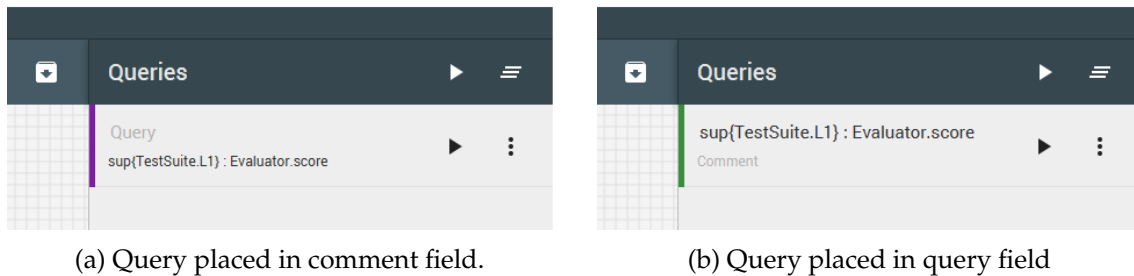 Queries
Query
sup{TestSuite.L1} : Evaluator.score
(a) Query placed in comment field.
Queries
sup{TestSuite.L1} : Evaluator.score
Comment
(b) Query placed in query field